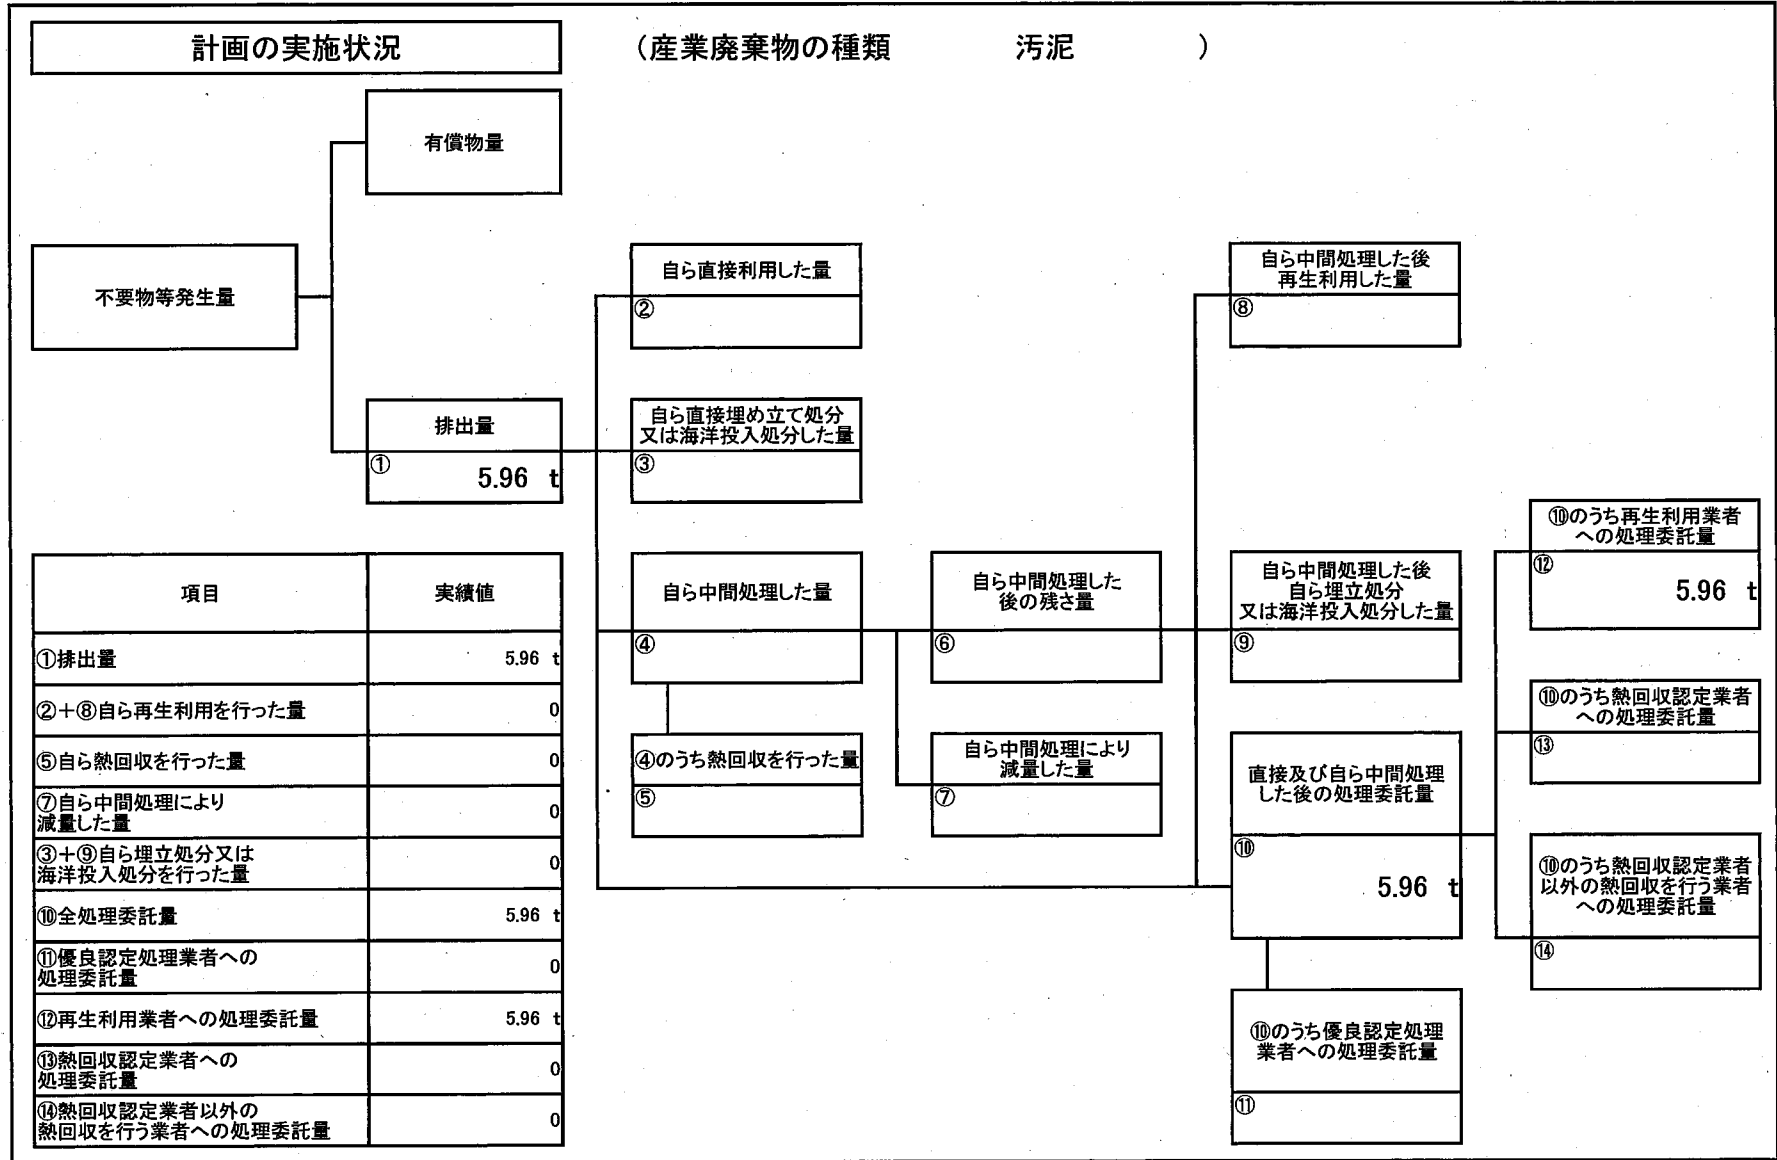 計画の実施状況
（産業廃棄物の種類　　　汚泥　　　）
有償物量
不要物等発生量
排出量
①
5.96 t
自ら直接利用した量
②
自ら直接埋め立て処分
又は海洋投入処分した量
③
自ら中間処理した量
④
④のうち熱回収を行った量
⑤
自ら中間処理した
後の残さ量
⑥
自ら中間処理により
減量した量
⑦
自ら中間処理した後
再生利用した量
⑧
自ら中間処理した後
自ら埋立処分
又は海洋投入処分した量
⑨
直接及び自ら中間処理
した後の処理委託量
⑩
5.96 t
⑩のうち優良認定処理
業者への処理委託量
⑪
⑩のうち再生利用業者
への処理委託量
⑫
5.96 t
⑩のうち熱回収認定業者
への処理委託量
⑬
⑩のうち熱回収認定業者
以外の熱回収を行う業者
への処理委託量
⑭
項目 実績値
①排出量 5.96 t
②＋⑧自ら再生利用を行った量 0
⑤自ら熱回収を行った量 0
⑦自ら中間処理により
減量した量 0
③＋⑨自ら埋立処分又は
海洋投入処分を行った量 0
⑩全処理委託量 5.96 t
⑪優良認定処理業者への
処理委託量 0
⑫再生利用業者への処理委託量 5.96 t
⑬熱回収認定業者への
処理委託量 0
⑭熱回収認定業者以外の
熱回収を行う業者への処理委託量 0